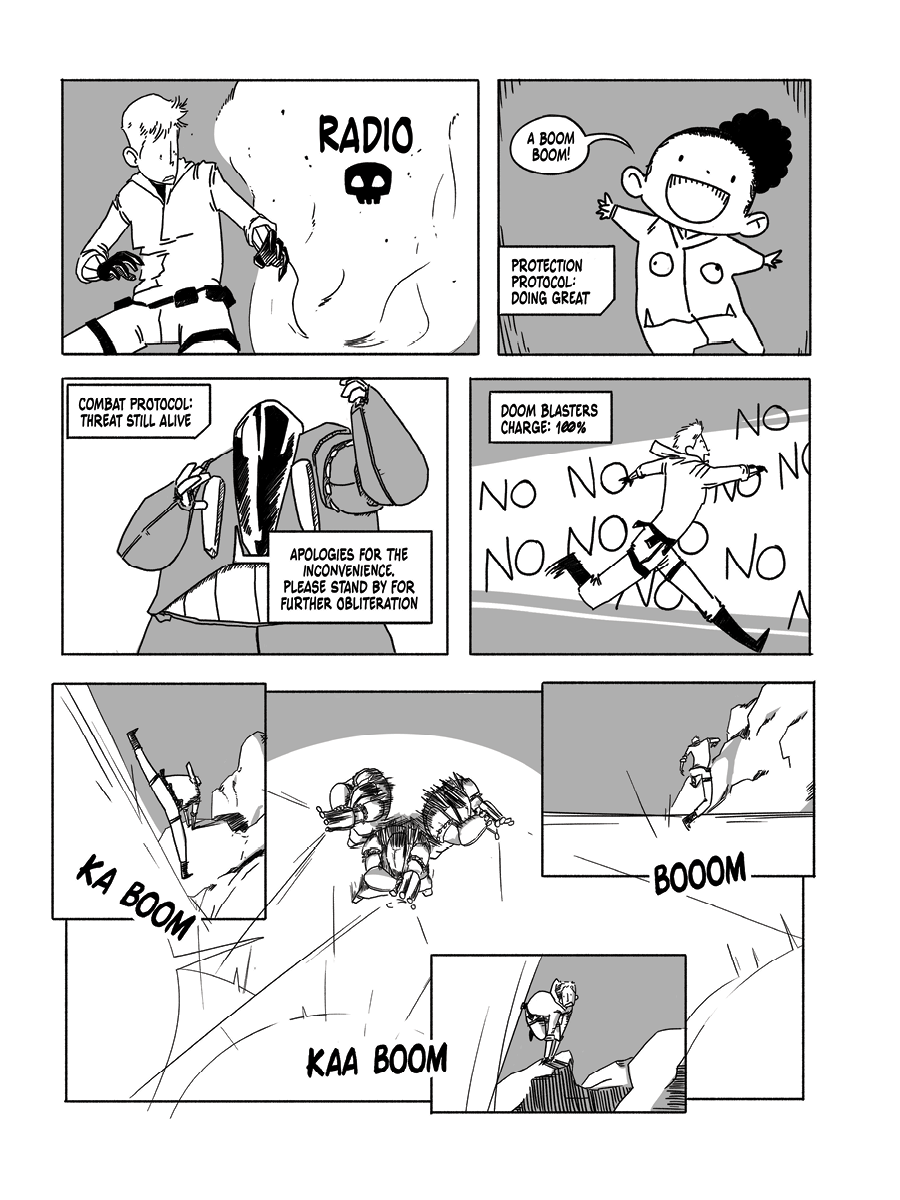 RADIO
A BOOM
BOOM!
PROTECTION
PROTOCOL:
DOING GREAT
COMBAT PROTOCOL:
THREAT STILL ALIVE
APOLOGIES FOR THE
INCONVENIENCE.
PLEASE STAND BY FOR
FURTHER OBLITERATION
DOOM BLASTERS
CHARGE: 100%
NO
NO
NO
NO
NO
NO
NO
NO
NO
NO
NO
N
KA BOOM
BOOOM
KAA BOOM